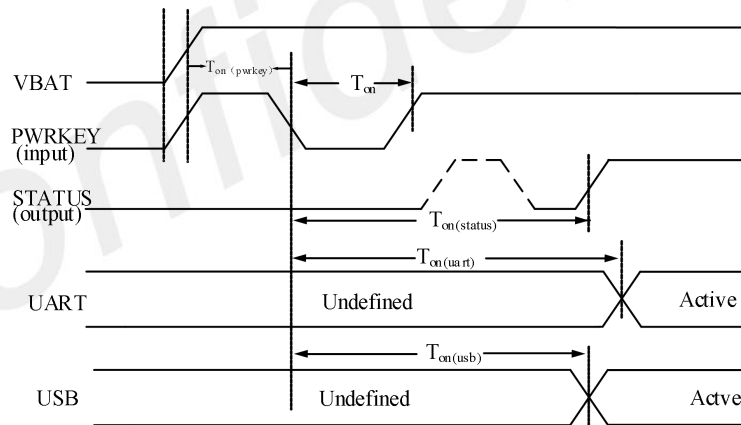 VBAT
Ton (pwrkey)
Ton
PWRKEY
(input)
STATUS
(output)
Ton(status)
Ton(uart)
UART
Undefined
Active
Ton(usb)
USB
Undefined
Actve